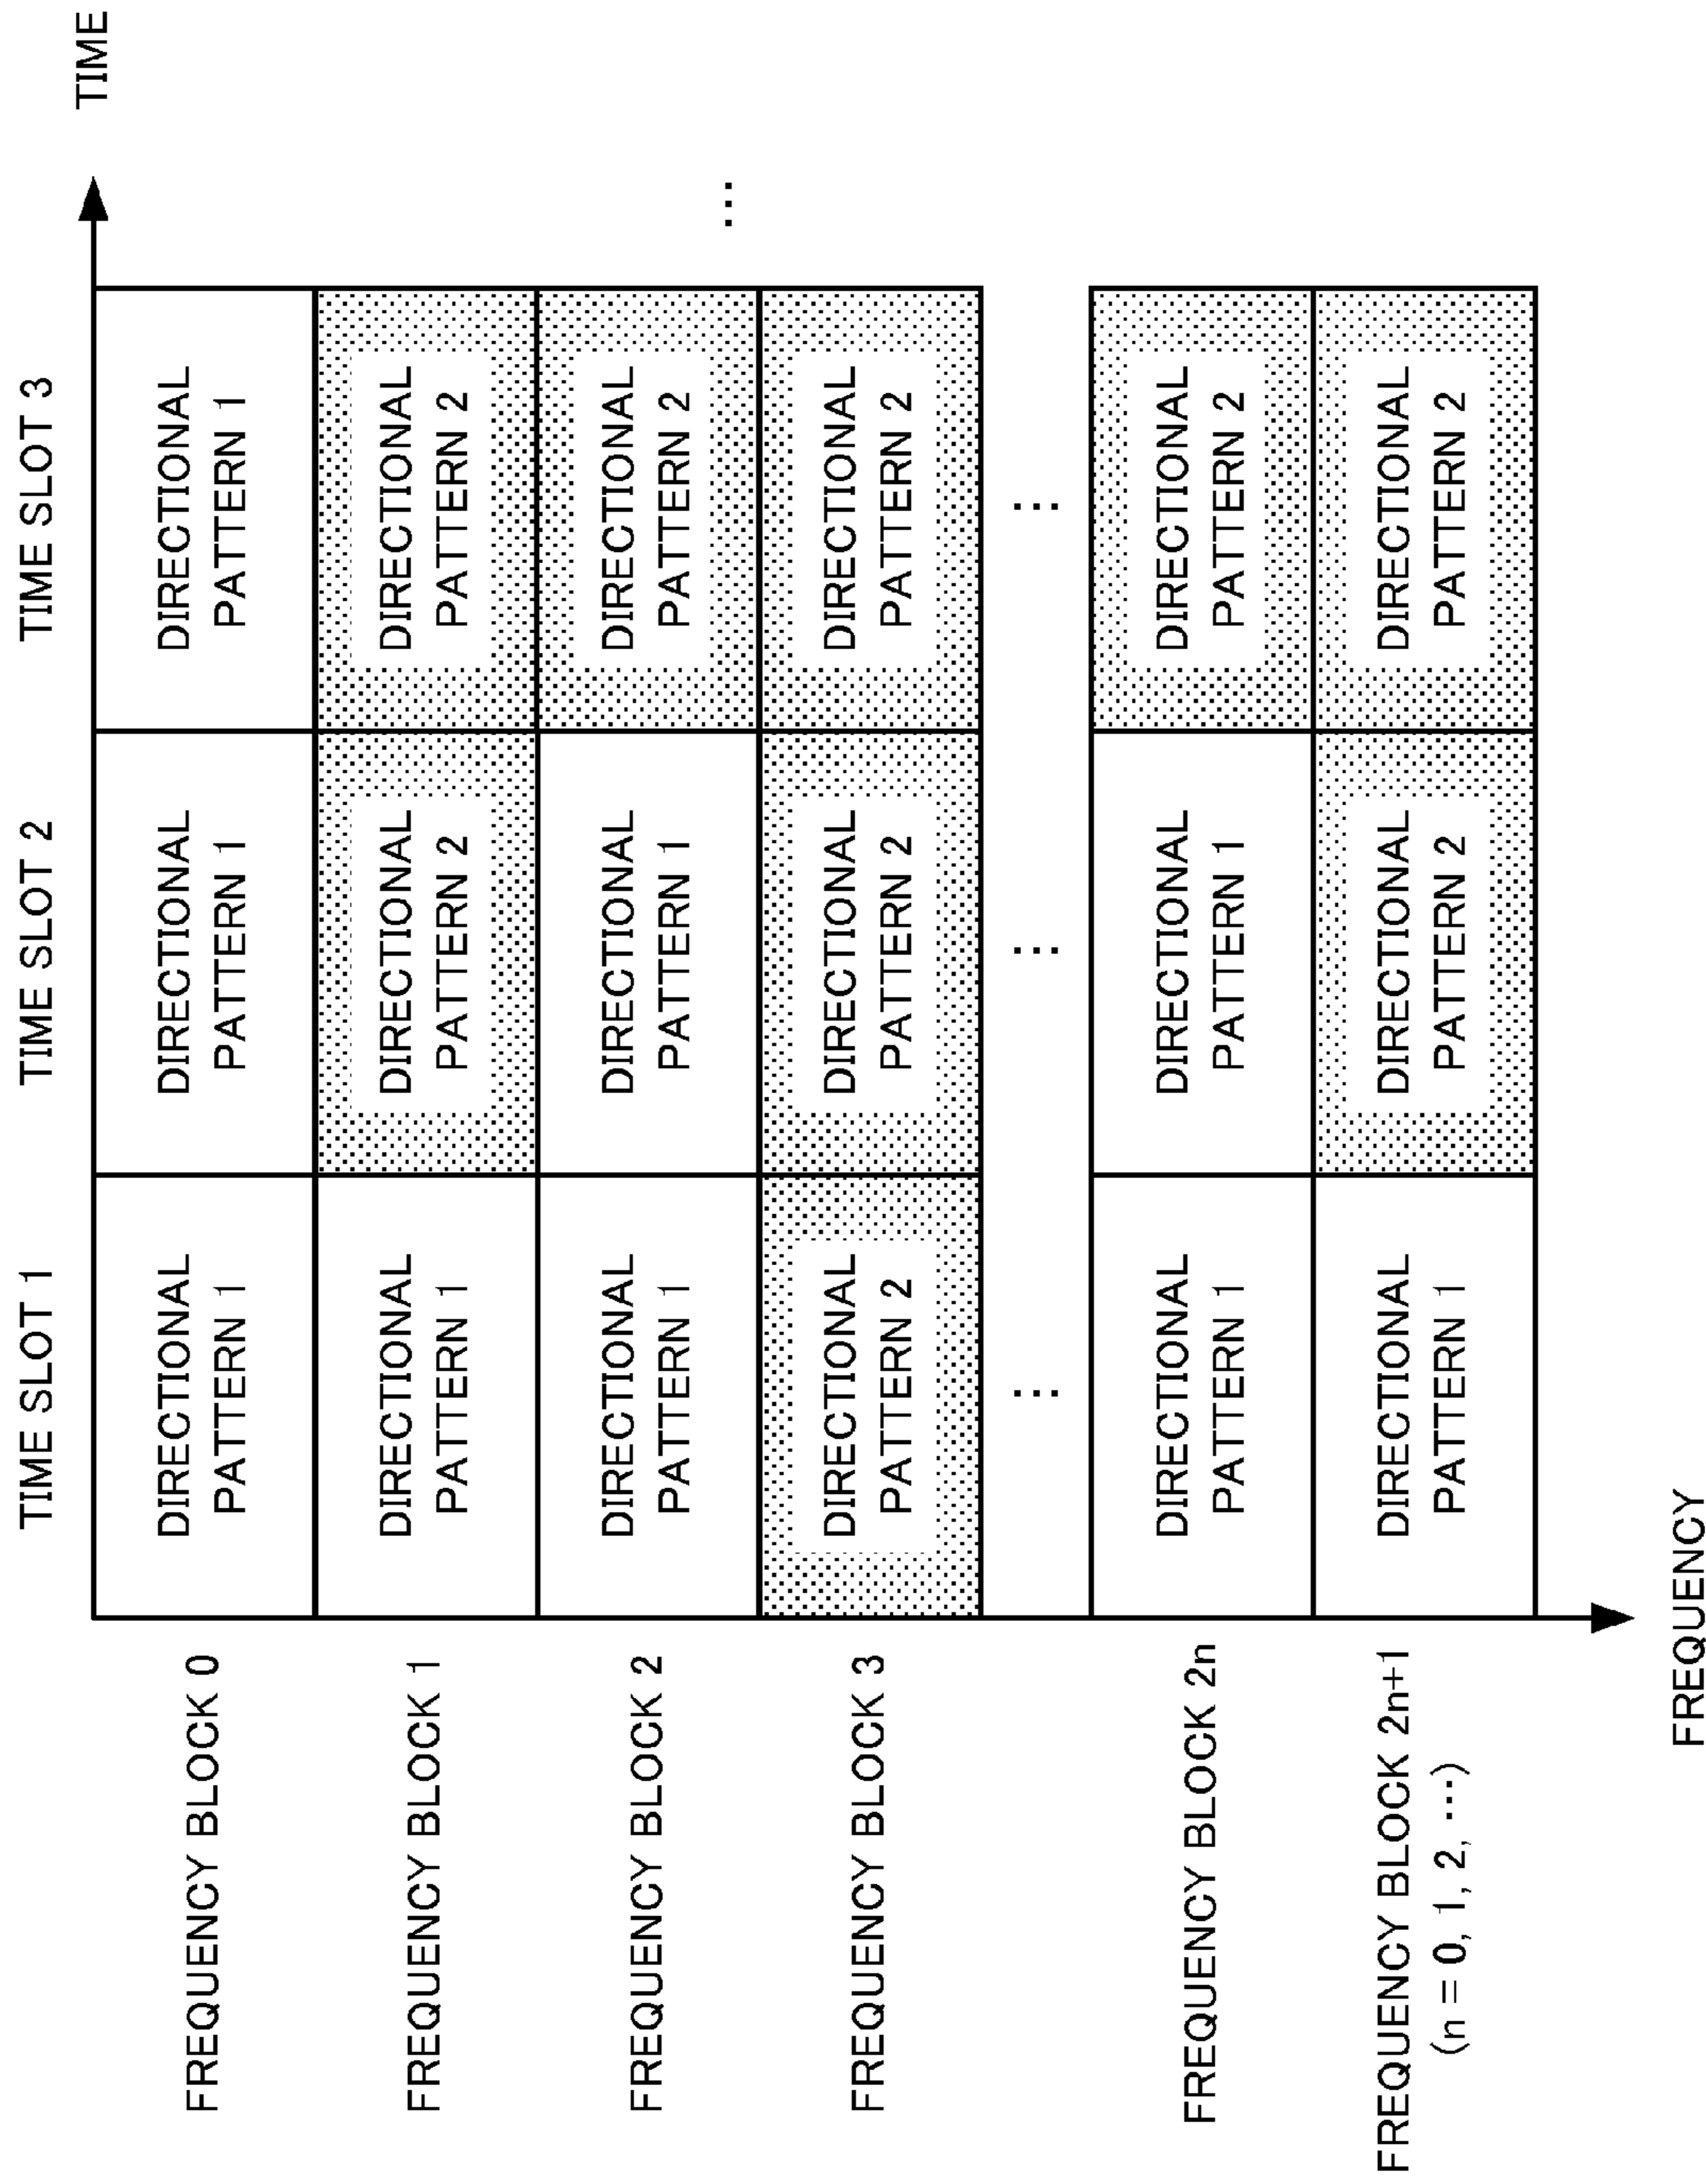 TIME SLOT 1
TIME SLOT 2
TIME SLOT 3
TIME
FREQUENCY BLOCK 0
DIRECTIONAL
PATTERN 1
DIRECTIONAL
PATTERN 1
DIRECTIONAL
PATTERN 1
FREQUENCY BLOCK 1
DIRECTIONAL
PATTERN 1
DIRECTIONAL
PATTERN 2
DIRECTIONAL
PATTERN 2
FREQUENCY BLOCK 2
DIRECTIONAL
PATTERN 1
DIRECTIONAL
PATTERN 1
DIRECTIONAL
PATTERN 2
…
FREQUENCY BLOCK 3
DIRECTIONAL
PATTERN 2
DIRECTIONAL
PATTERN 2
DIRECTIONAL
PATTERN 2
…
…
…
FREQUENCY BLOCK 2n
DIRECTIONAL
PATTERN 1
DIRECTIONAL
PATTERN 1
DIRECTIONAL
PATTERN 2
FREQUENCY BLOCK 2n+1
(n = 0, 1, 2, …)
DIRECTIONAL
PATTERN 1
DIRECTIONAL
PATTERN 2
DIRECTIONAL
PATTERN 2
FREQUENCY